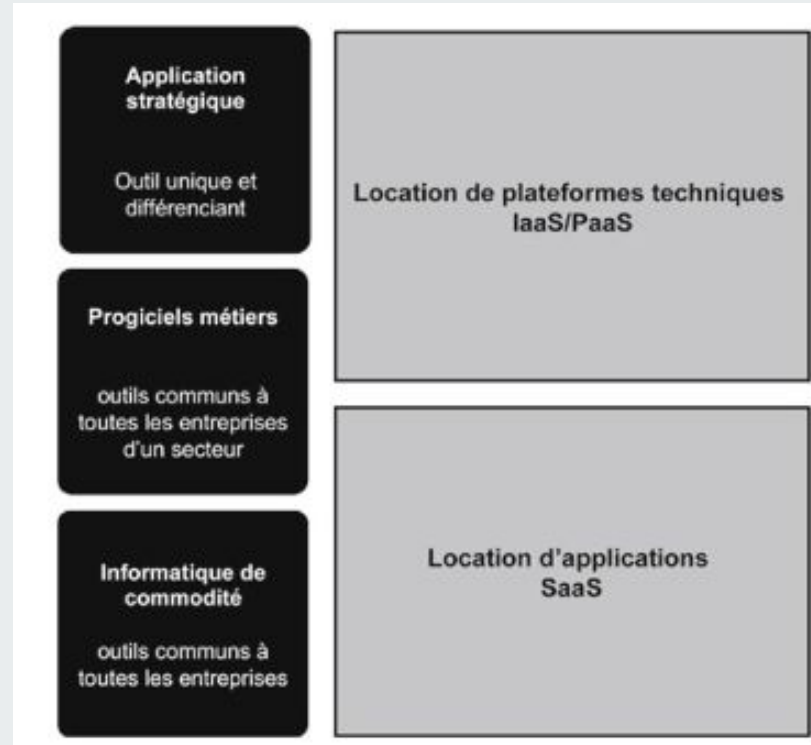 Application
stratégique
Outil unique et
différenciant
Location de plateformes techniques
IaaS/PaaS
Progiciels métiers
outils communs à
toutes les entreprises
d'un secteur
Informatique de
commodité
outils communs à
toutes les entreprises
Location d'applications
SaaS